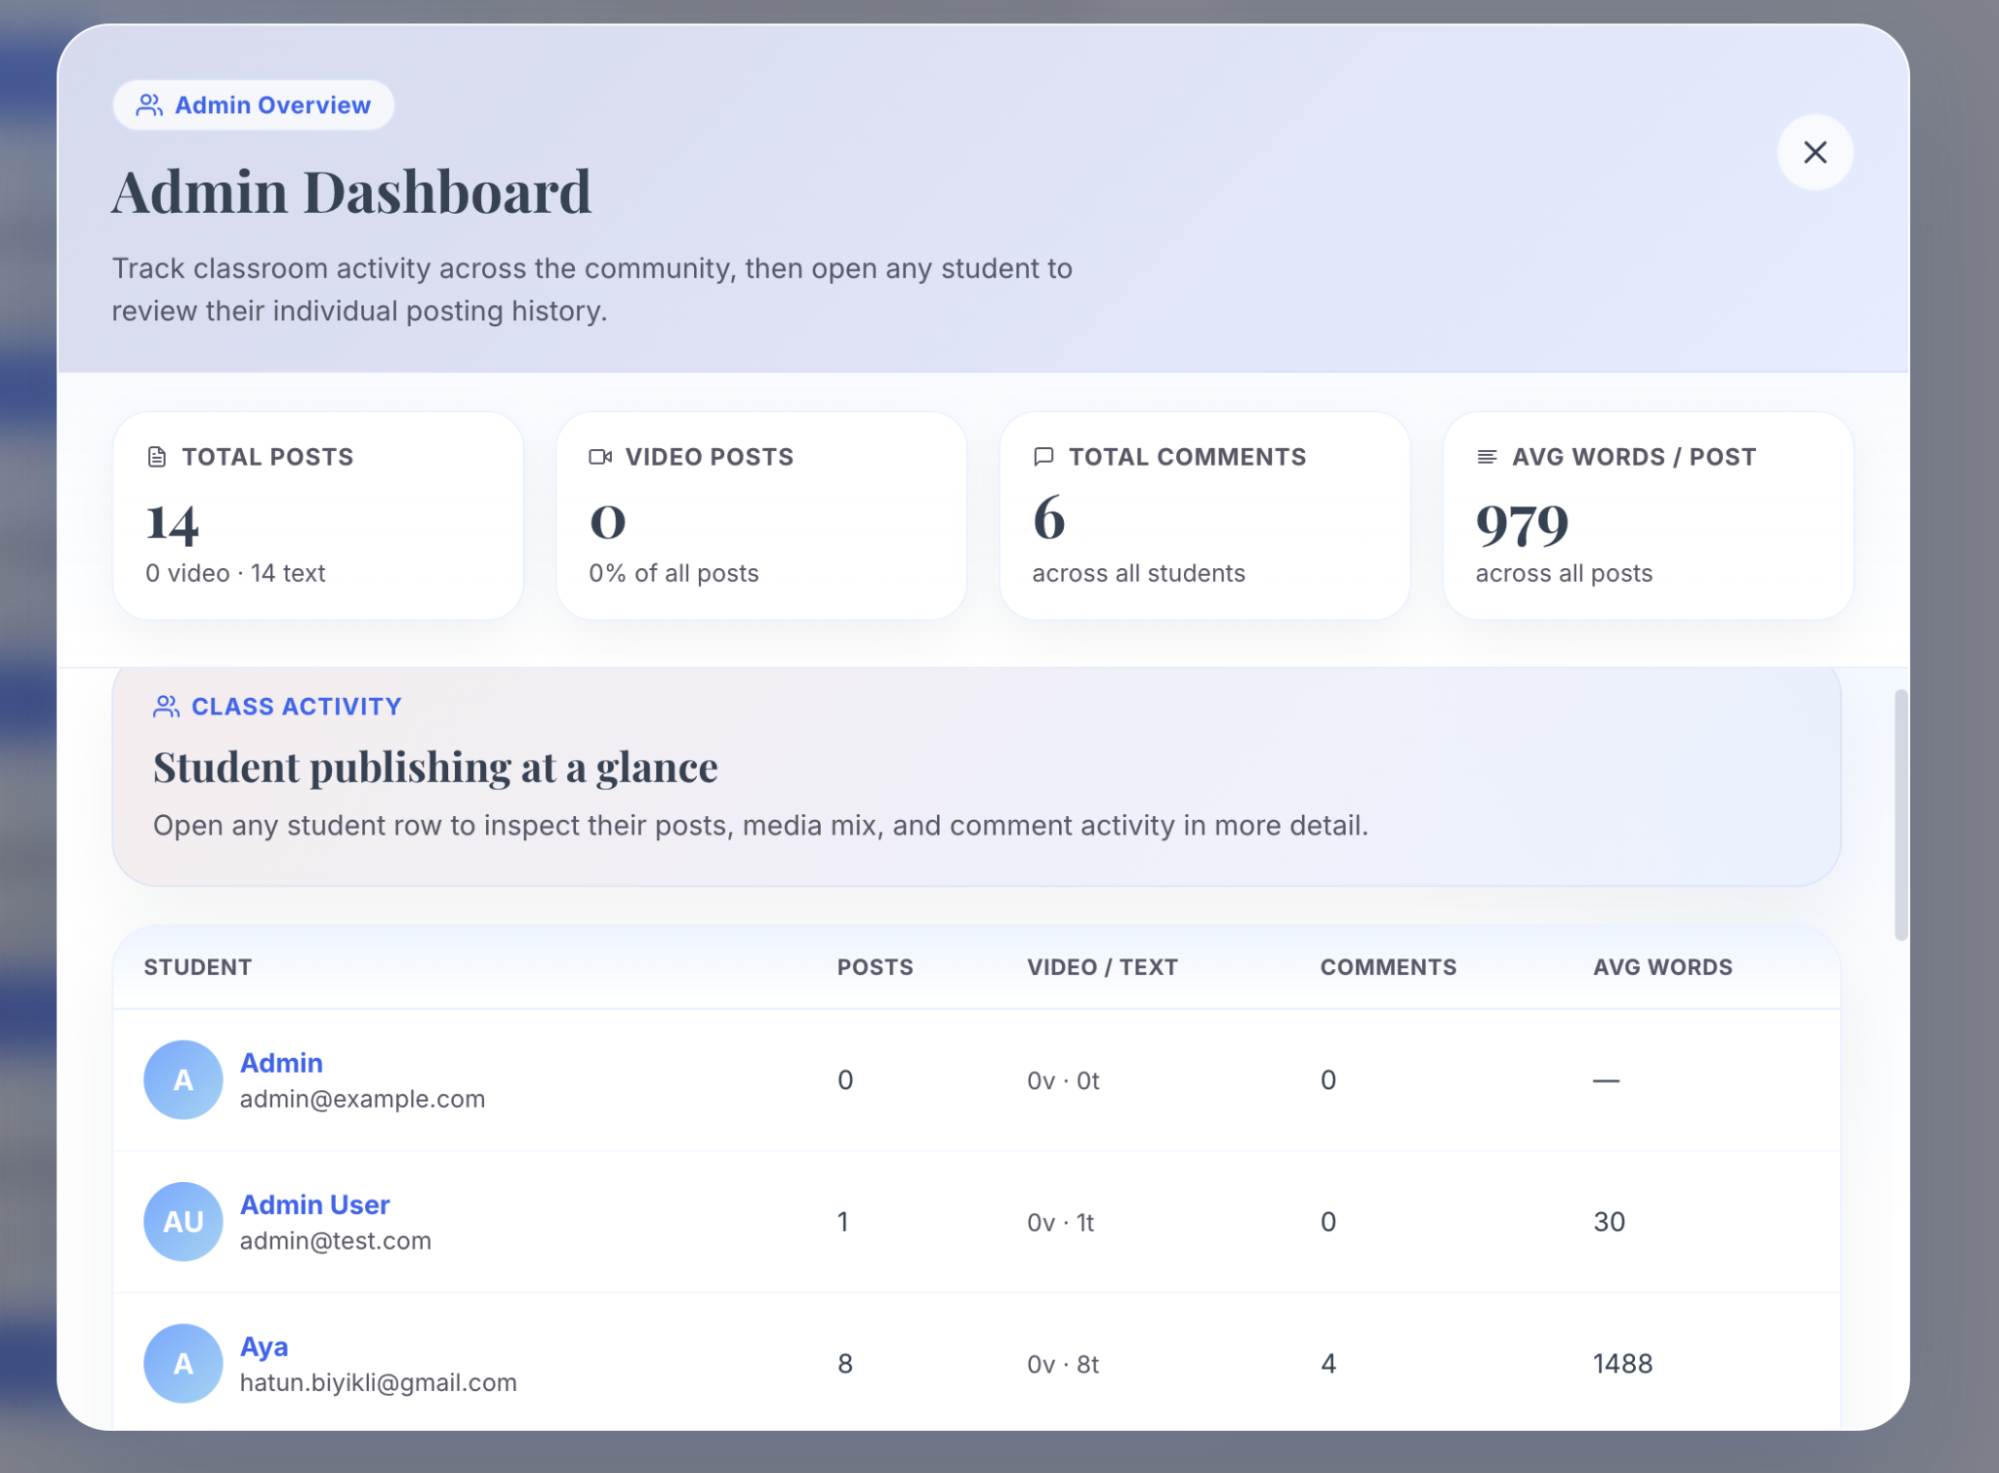 Admin Overview
Admin Dashboard
Track classroom activity across the community, then open any student to
review their individual posting history.
TOTAL POSTS
14
0 video · 14 text
VIDEO POSTS
0
0% of all posts
TOTAL COMMENTS
6
across all students
AVG WORDS / POST
979
across all posts
CLASS ACTIVITY
Student publishing at a glance
Open any student row to inspect their posts, media mix, and comment activity in more detail.
STUDENT POSTS VIDEO / TEXT COMMENTS AVG WORDS
A Admin
admin@example.com
0 0v · 0t 0 —
AU Admin User
admin@test.com
1 0v · 1t 0 30
A Aya
hatun.biyikli@gmail.com
8 0v · 8t 4 1488